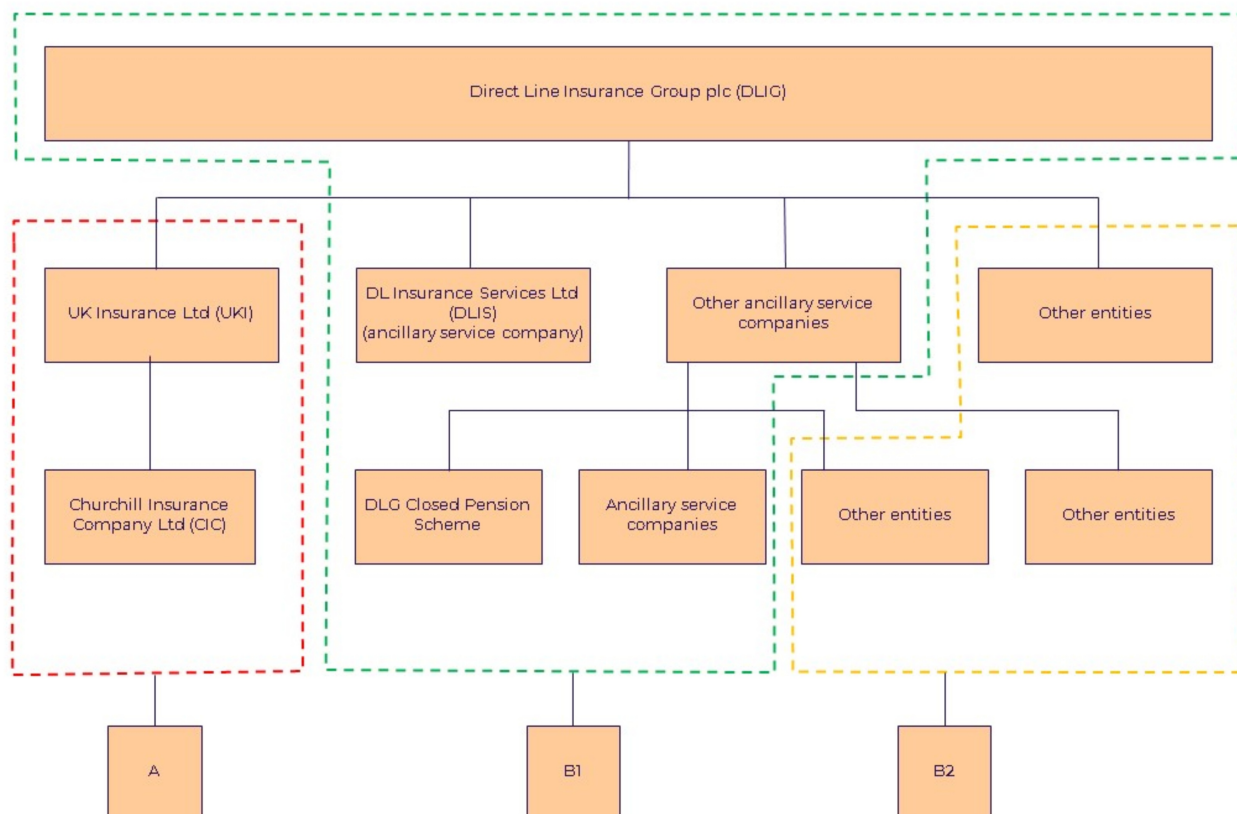 Direct Line Insurance Group plc (DLIG)
UK Insurance Ltd (UKI)
DL Insurance Services Ltd
(DLIS)
(ancillary service company)
Other ancillary service
companies
Other entities
Churchill Insurance
Company Ltd (CIC)
DLG Closed Pension
Scheme
Ancillary service
companies
Other entities
Other entities
A
B1
B2